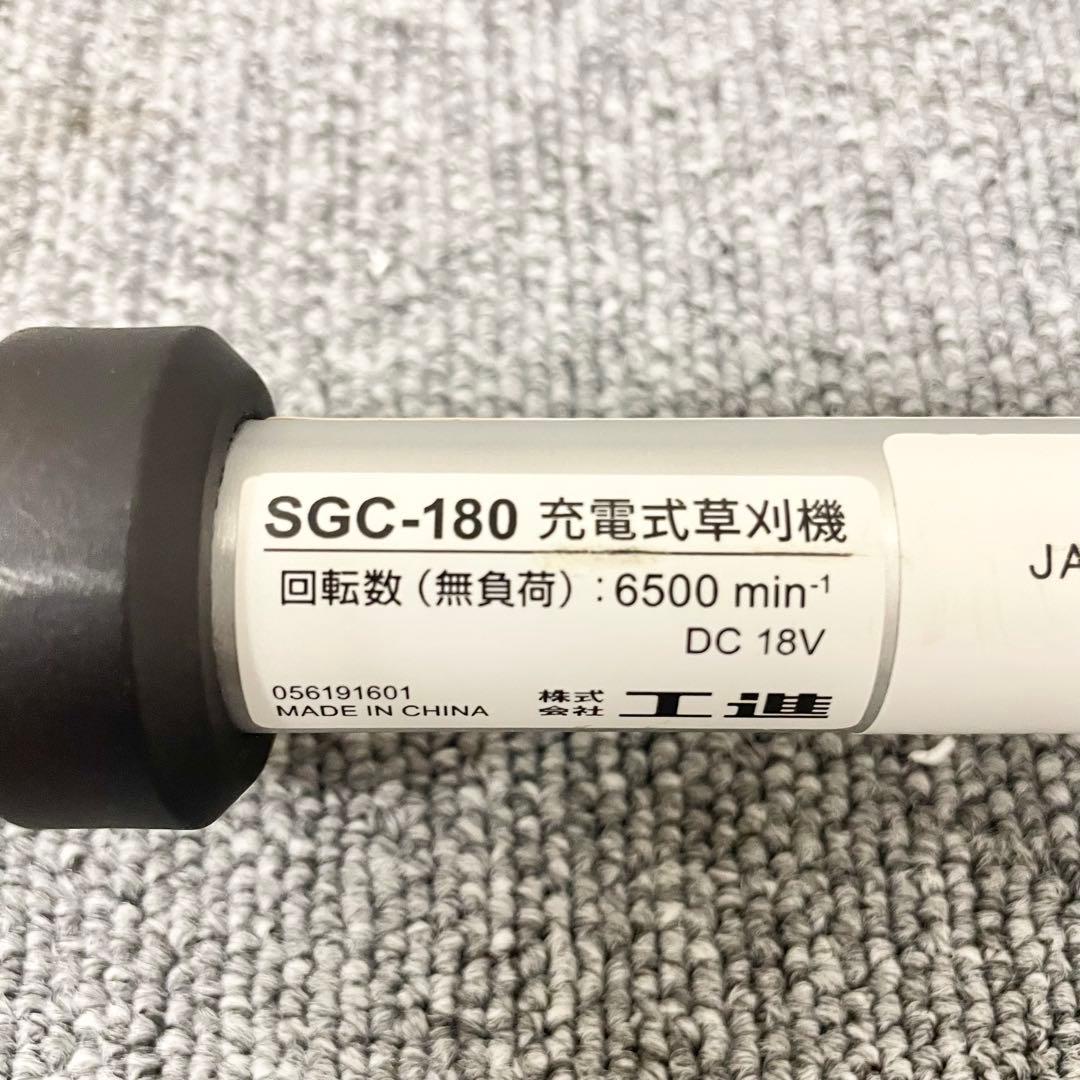 SGC-180 充電式草刈機
回転数(無負荷):6500 min⁻¹
DC 18V
056191601
MADE IN CHINA
株式会社 工進
JA